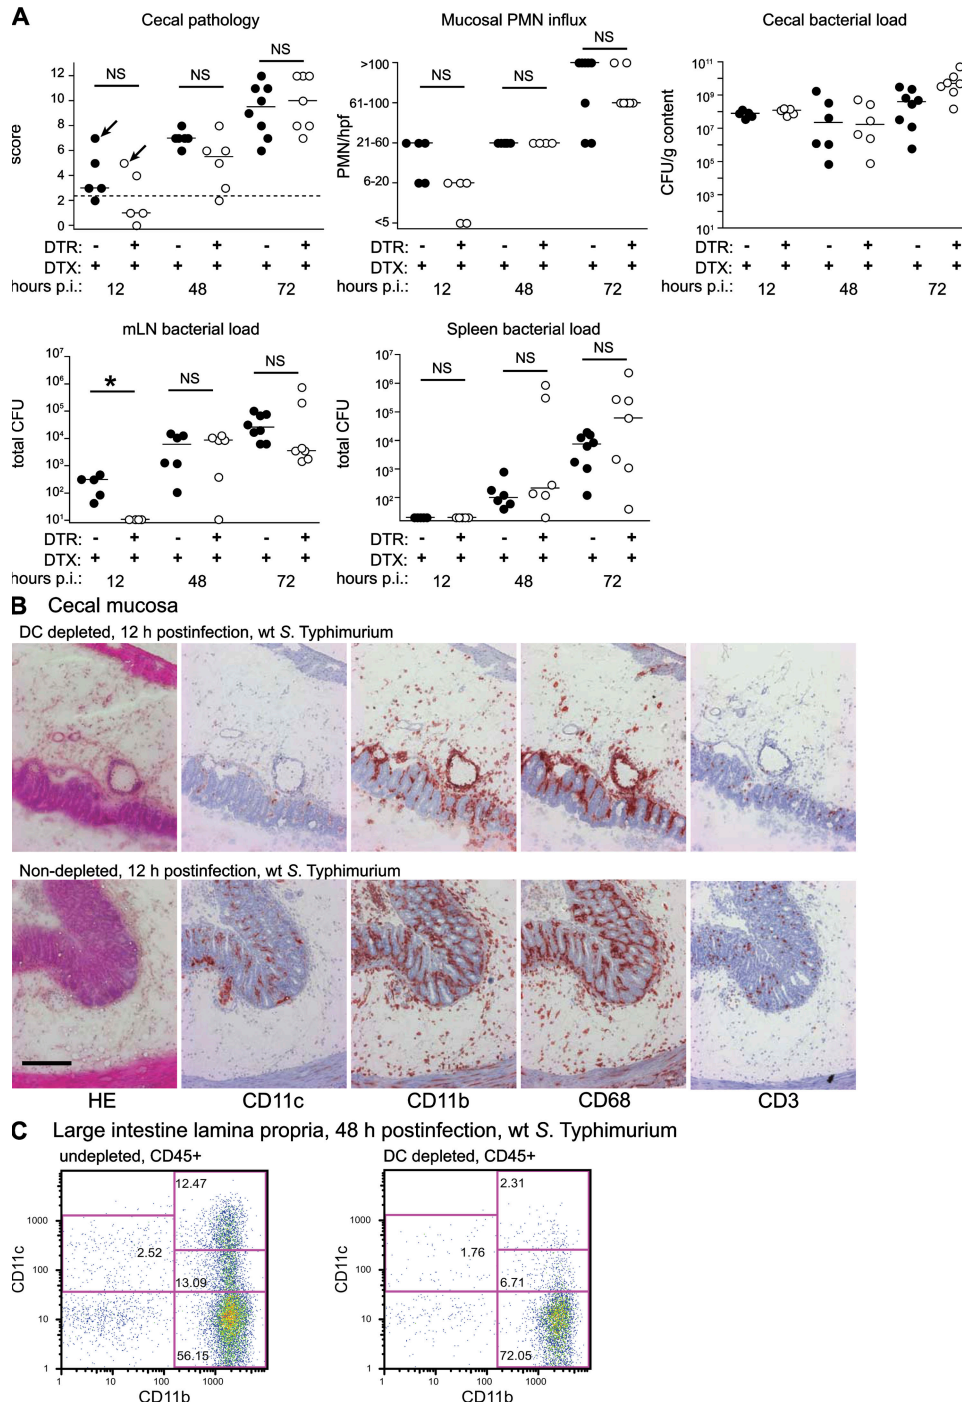 A
Cecal pathology
Mucosal PMN influx
Cecal bacterial load
NS
NS
NS
score
12
10
8
6
4
2
0
DTR: - + - + - +
DTX: + + + + + +
hours p.i.: 12 48 72
NS
NS
NS
PMN/hpf
>100
61-100
21-60
6-20
<5
DTR: - + - + - +
DTX: + + + + + +
hours p.i.: 12 48 72
CFU/g content
10¹¹
10⁹
10⁷
10⁵
10³
10¹
DTR: - + - + - +
DTX: + + + + + +
hours p.i.: 12 48 72
mLN bacterial load
Spleen bacterial load
*
NS
NS
total CFU
10⁷
10⁶
10⁵
10⁴
10³
10²
10¹
DTR: - + - + - +
DTX: + + + + + +
hours p.i.: 12 48 72
NS
NS
NS
total CFU
10⁷
10⁶
10⁵
10⁴
10³
10²
DTR: - + - + - +
DTX: + + + + + +
hours p.i.: 12 48 72
B Cecal mucosa
DC depleted, 12 h postinfection, wt S. Typhimurium
Non-depleted, 12 h postinfection, wt S. Typhimurium
HE CD11c CD11b CD68 CD3
C Large intestine lamina propria, 48 h postinfection, wt S. Typhimurium
undepleted, CD45+
12.47
2.52
13.09
56.15
CD11c
1000
100
10
1
1 10 100 1000
CD11b
DC depleted, CD45+
2.31
1.76
6.71
72.05
CD11c
1000
100
10
1
1 10 100 1000
CD11b